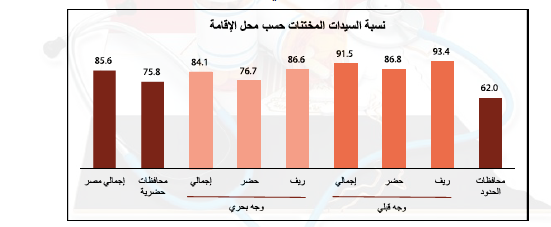 نسبة السيدات المختنات حسب محل الإقامة
85.6 75.8 84.1 76.7 86.6 91.5 86.8 93.4 62.0
إجمالي مصر محافظات حضرية إجمالي حضر ريف إجمالي حضر ريف محافظات الحدود
وجه بحري وجه قبلي